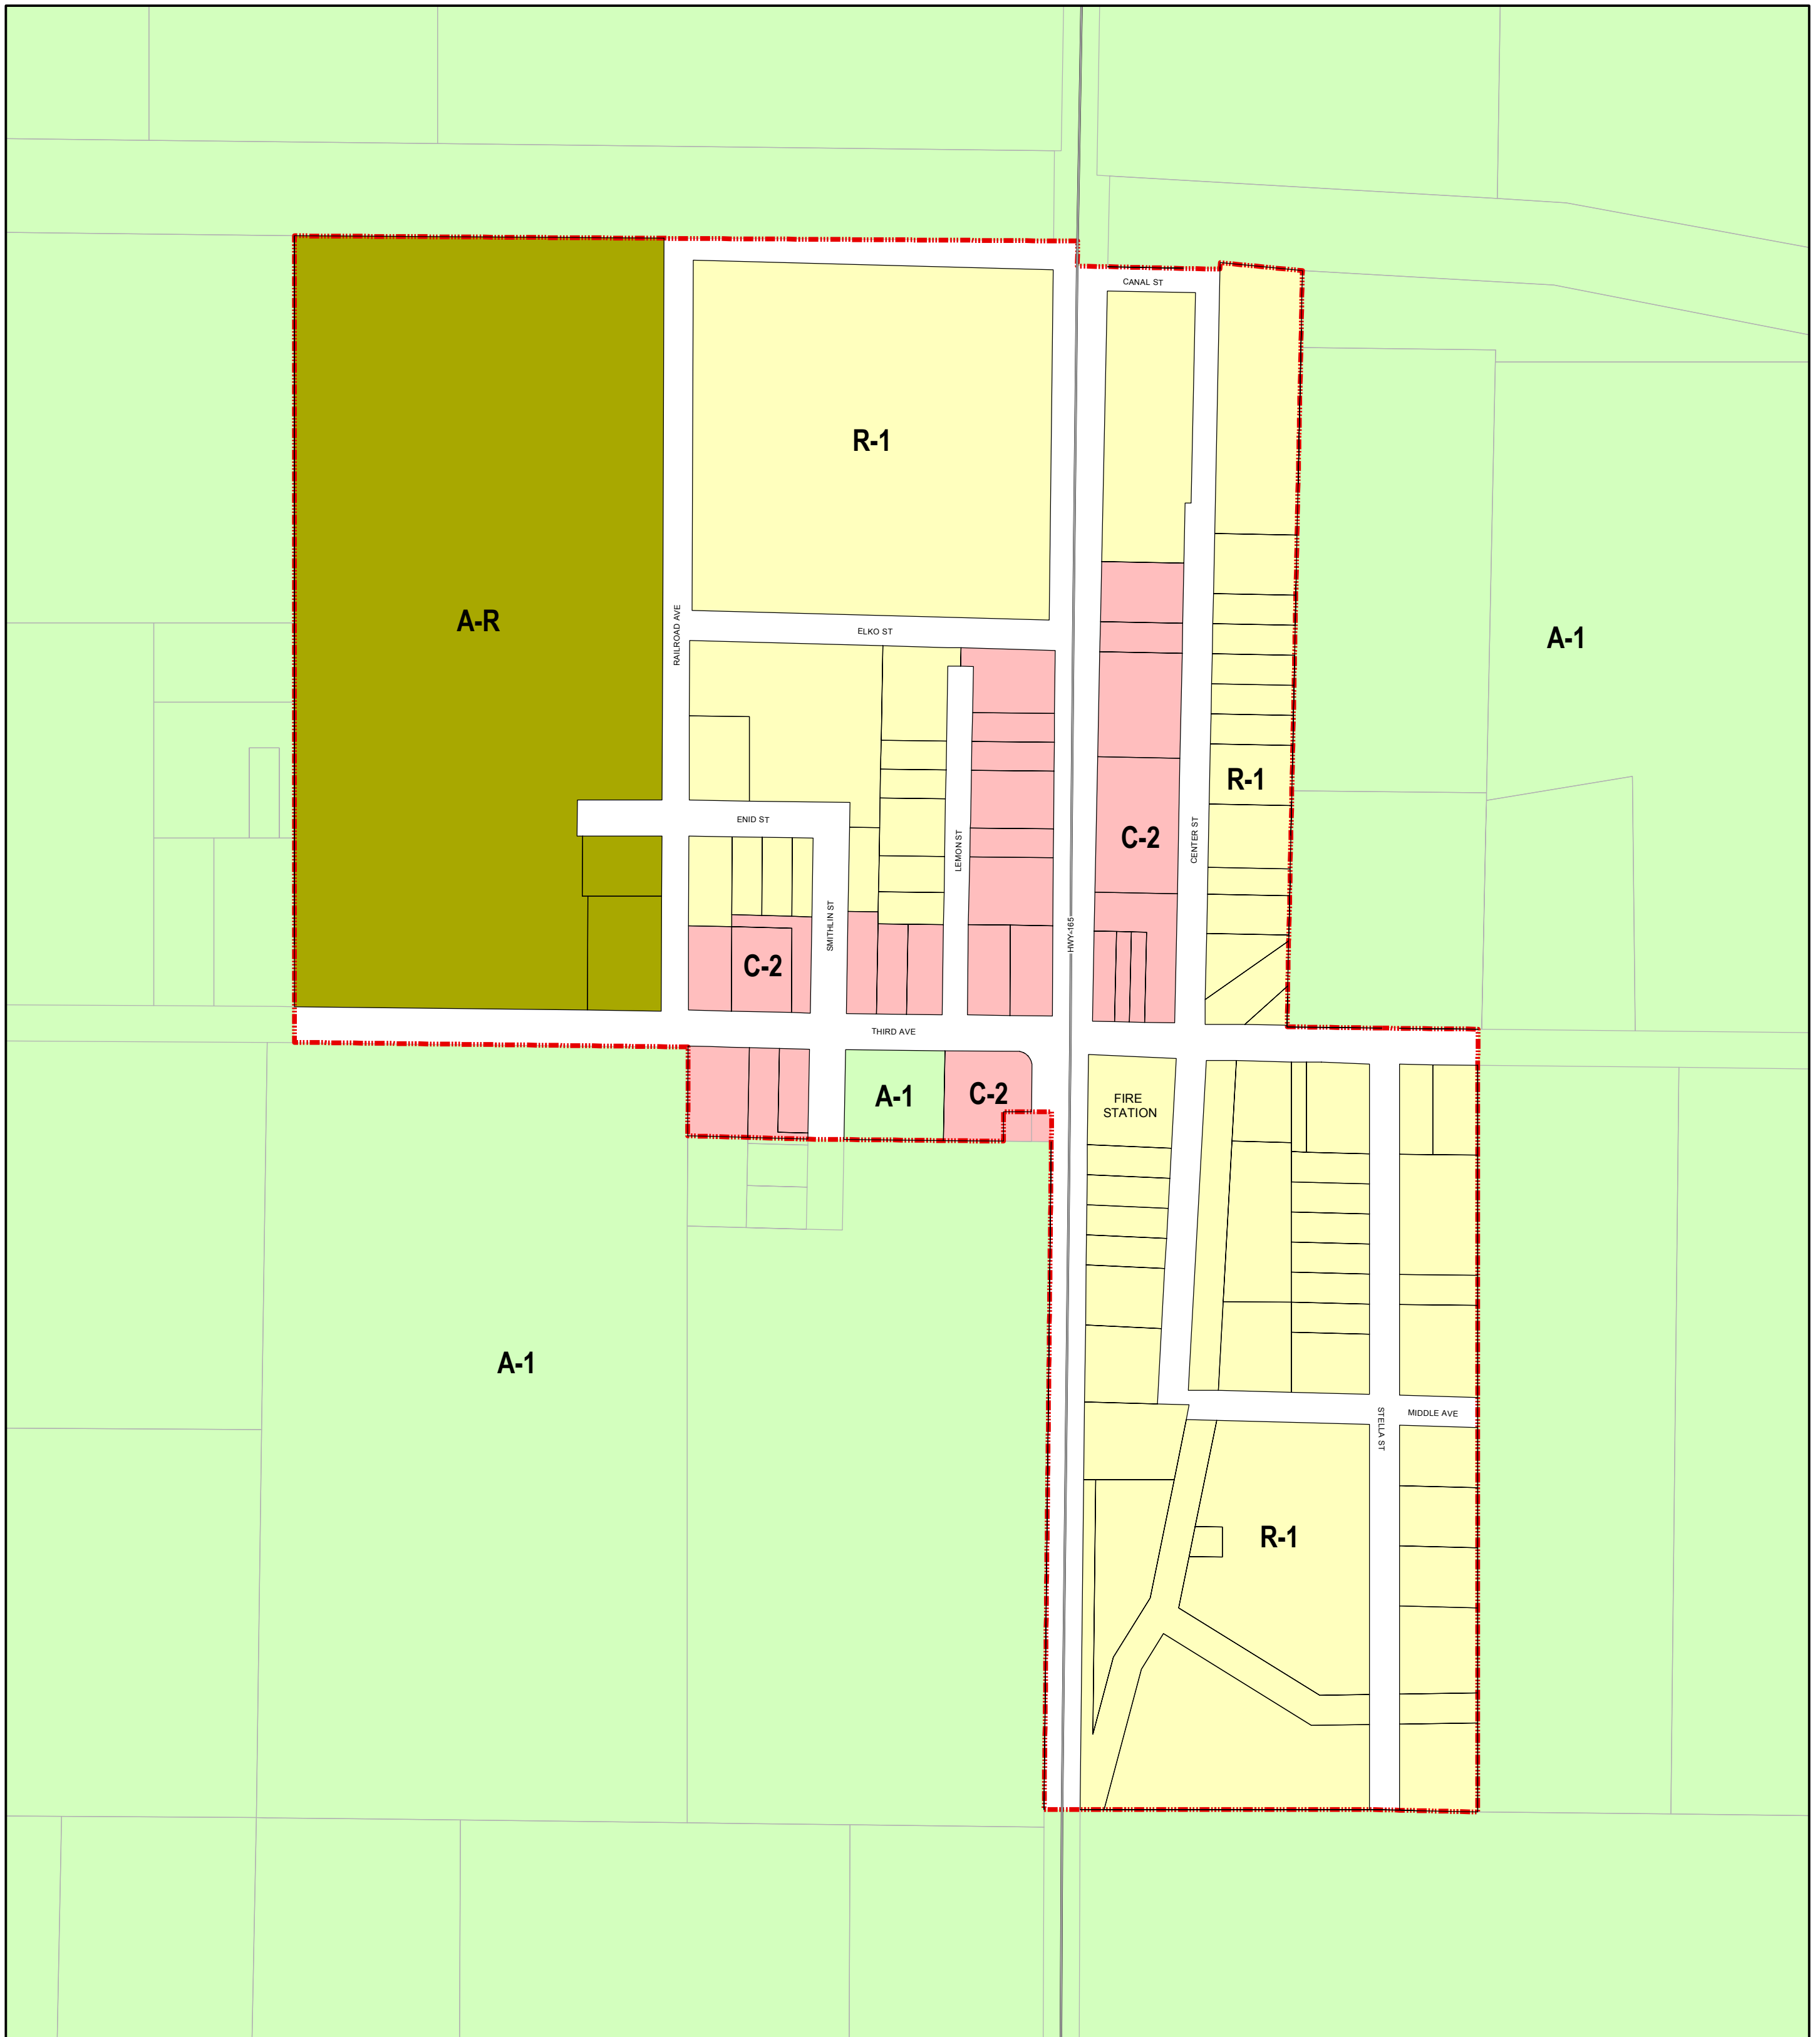 CANAL ST
R-1
A-R
RAILROAD AVE
ELKO ST
A-1
R-1
ENID ST
C-2
CENTER ST
LEMON ST
SMITHLIN ST
HWY-165
C-2
THIRD AVE
A-1
C-2
FIRE
STATION
A-1
MIDDLE AVE
STELLA ST
R-1